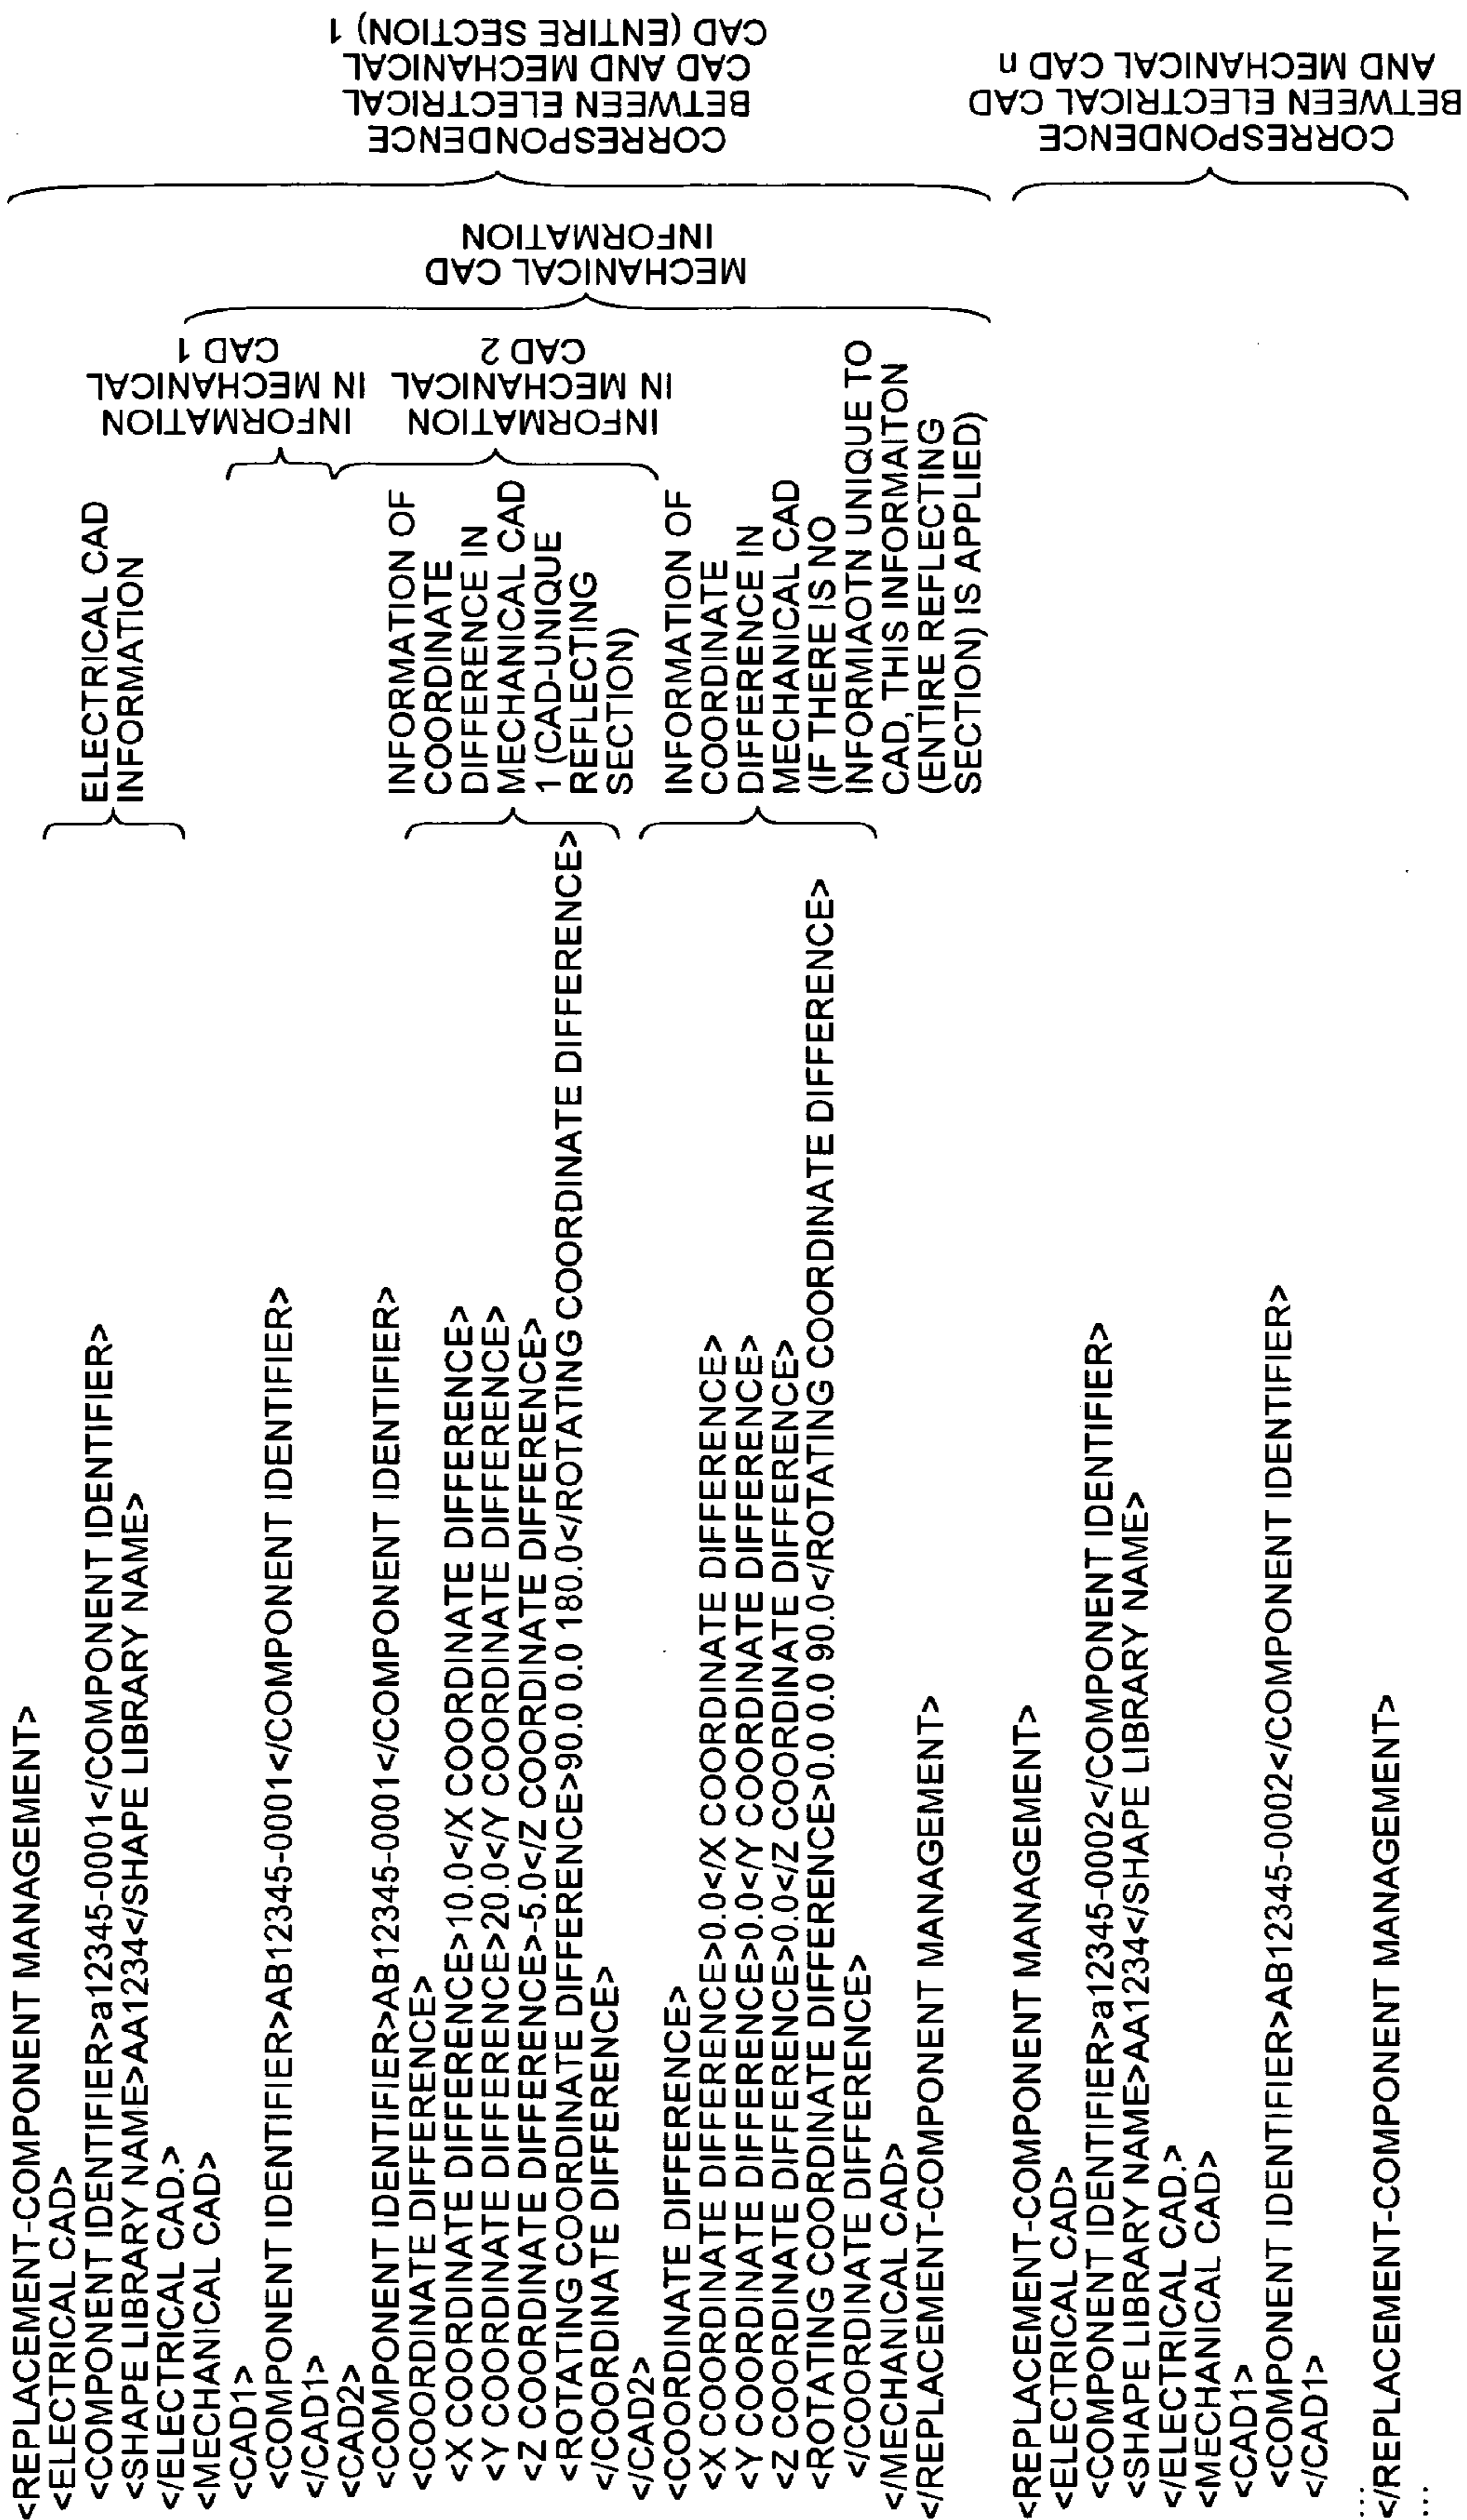 <REPLACEMENT-COMPONENT MANAGEMENT>
<ELECTRICAL CAD>
<COMPONENT IDENTIFIER>a12345-0001</COMPONENT IDENTIFIER>
<SHAPE LIBRARY NAME>AA1234</SHAPE LIBRARY NAME>
</ELECTRICAL CAD.>
<MECHANICAL CAD>
<CAD1>
<COMPONENT IDENTIFIER>AB12345-0001</COMPONENT IDENTIFIER>
</CAD1>
<CAD2>
<COMPONENT IDENTIFIER>AB12345-0001</COMPONENT IDENTIFIER>
<COORDINATE DIFFERENCE>
<X COORDINATE DIFFERENCE>10.0</X COORDINATE DIFFERENCE>
<Y COORDINATE DIFFERENCE>20.0</Y COORDINATE DIFFERENCE>
<Z COORDINATE DIFFERENCE>-5.0</Z COORDINATE DIFFERENCE>
<ROTATING COORDINATE DIFFERENCE>90.0 00.0 180.0</ROTATING COORDINATE DIFFERENCE>
</COORDINATE DIFFERENCE>
</CAD2>
<COORDINATE DIFFERENCE>
<X COORDINATE DIFFERENCE>0.0</X COORDINATE DIFFERENCE>
<Y COORDINATE DIFFERENCE>0.0</Y COORDINATE DIFFERENCE>
<Z COORDINATE DIFFERENCE>0.0</Z COORDINATE DIFFERENCE>
<ROTATING COORDINATE DIFFERENCE>0.0 00.0 90.0</ROTATING COORDINATE DIFFERENCE>
</COORDINATE DIFFERENCE>
</MECHANICAL CAD>
</REPLACEMENT-COMPONENT MANAGEMENT>
<REPLACEMENT-COMPONENT MANAGEMENT>
<ELECTRICAL CAD>
<COMPONENT IDENTIFIER>a12345-0002</COMPONENT IDENTIFIER>
<SHAPE LIBRARY NAME>AA1234</SHAPE LIBRARY NAME>
</ELECTRICAL CAD.>
<MECHANICAL CAD>
<CAD1>
<COMPONENT IDENTIFIER>AB12345-0002</COMPONENT IDENTIFIER>
</CAD1>
...
</REPLACEMENT-COMPONENT MANAGEMENT>
...
ELECTRICAL CAD
INFORMATION
INFORMATION OF
COORDINATE
DIFFERENCE IN
MECHANICAL CAD
1 (CAD-UNIQUE
REFLECTING
SECTION)
INFORMATION OF
COORDINATE
DIFFERENCE IN
MECHANICAL CAD
(IF THERE IS NO
INFORMIAOTN UNIQUE TO
CAD, THIS INFORMAITON
(ENTIRE REFLECTING
SECTION) IS APPLIED)
INFORMATION
IN MECHANICAL
CAD 1
INFORMATION
IN MECHANICAL
CAD 2
MECHANICAL CAD
INFORMATION
CORRESPONDENCE
BETWEEN ELECTRICAL
CAD AND MECHANICAL
CAD (ENTIRE SECTION) 1
CORRESPONDENCE
BETWEEN ELECTRICAL CAD
AND MECHANICAL CAD n